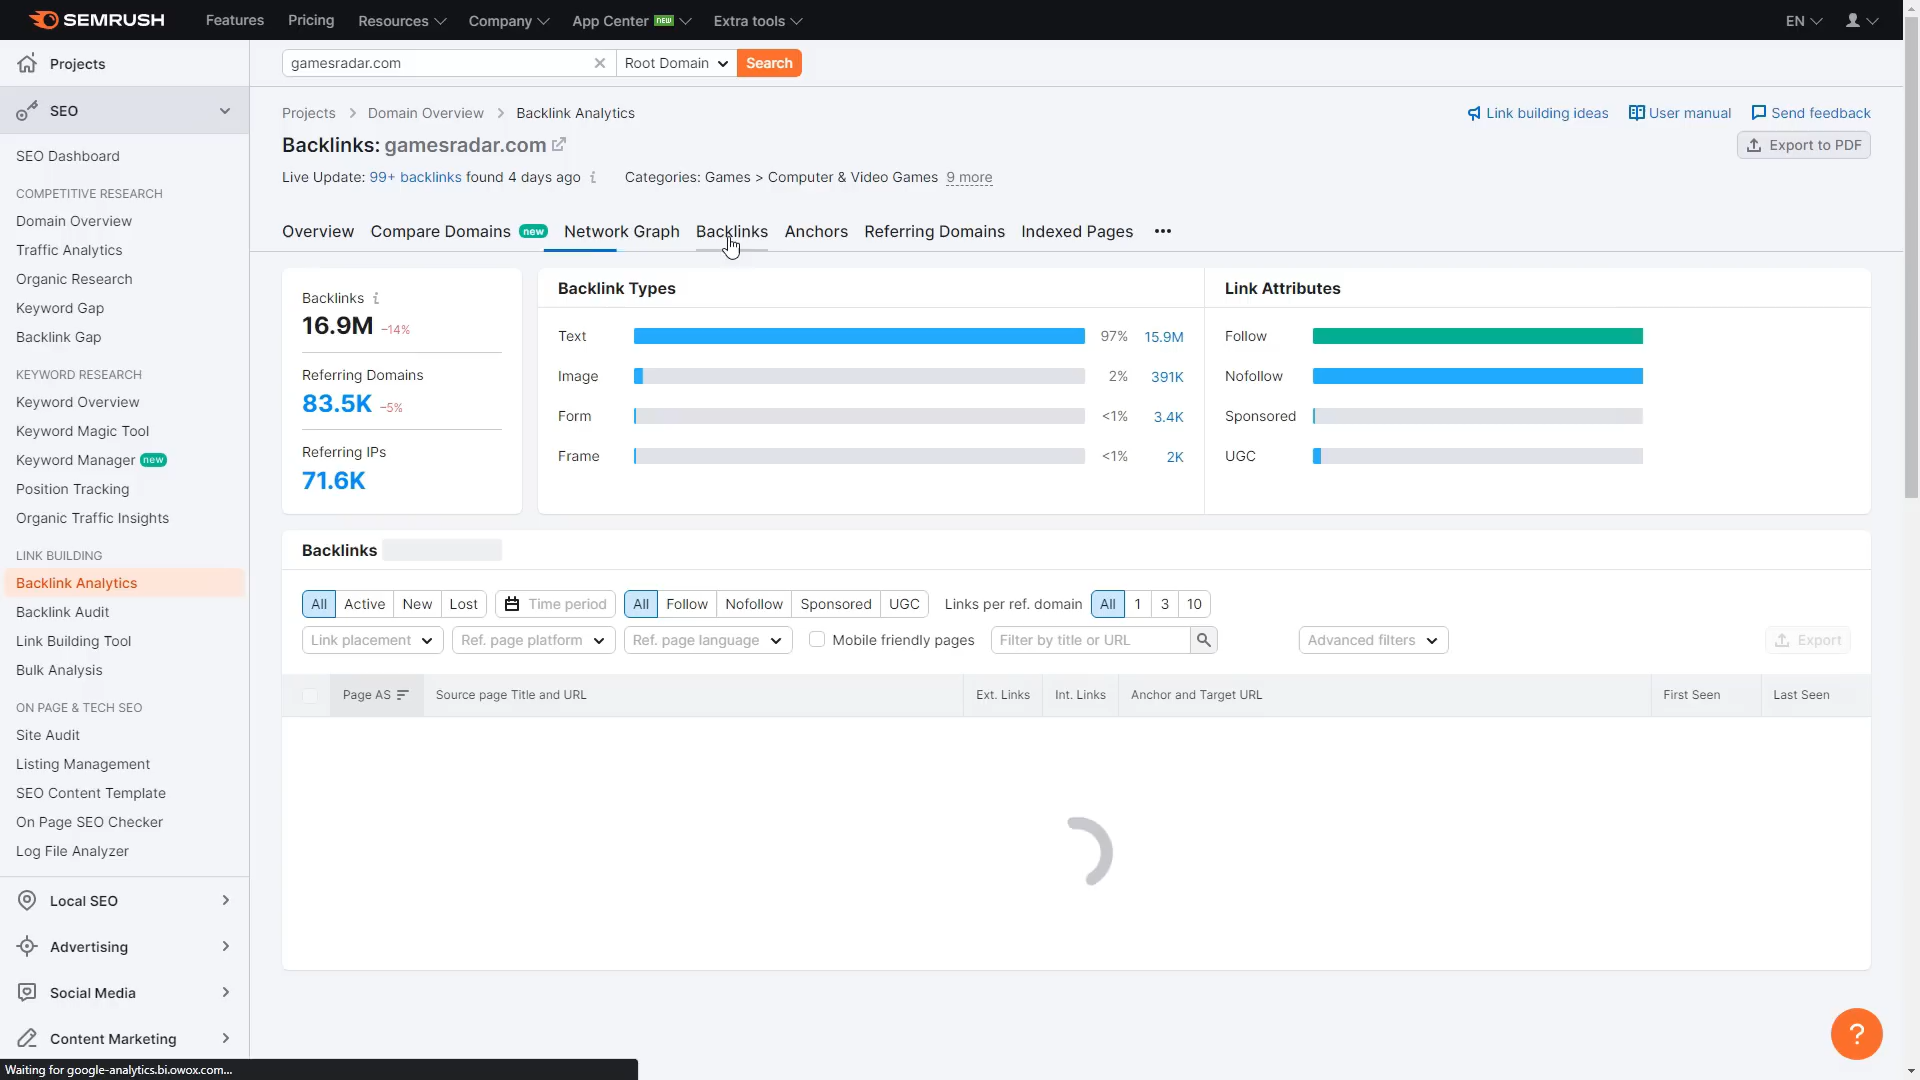 SEMRUSH Features Pricing Resources Company App Center NEW Extra tools EN
Projects
gamesradar.com Root Domain Search
SEO
Projects > Domain Overview > Backlink Analytics
Link building ideas User manual Send feedback
Backlinks: gamesradar.com
Export to PDF
Live Update: 99+ backlinks found 4 days ago i Categories: Games > Computer & Video Games 9 more
Overview Compare Domains new Network Graph Backlinks Anchors Referring Domains Indexed Pages •••
SEO Dashboard
COMPETITIVE RESEARCH
Domain Overview
Traffic Analytics
Organic Research
Keyword Gap
Backlink Gap
KEYWORD RESEARCH
Keyword Overview
Keyword Magic Tool
Keyword Manager new
Position Tracking
Organic Traffic Insights
LINK BUILDING
Backlink Analytics
Backlink Audit
Link Building Tool
Bulk Analysis
ON PAGE & TECH SEO
Site Audit
Listing Management
SEO Content Template
On Page SEO Checker
Log File Analyzer
Local SEO
Advertising
Social Media
Content Marketing
Backlinks i
16.9M -14%
Referring Domains
83.5K -5%
Referring IPs
71.6K
Backlink Types
Text 97% 15.9M
Image 2% 391K
Form <1% 3.4K
Frame <1% 2K
Link Attributes
Follow
Nofollow
Sponsored
UGC
Backlinks
All Active New Lost Time period All Follow Nofollow Sponsored UGC Links per ref. domain All 1 3 10
Link placement Ref. page platform Ref. page language Mobile friendly pages Filter by title or URL Advanced filters Export
Page AS Source page Title and URL Ext. Links Int. Links Anchor and Target URL First Seen Last Seen
?
Waiting for google-analytics.bi.owox.com...